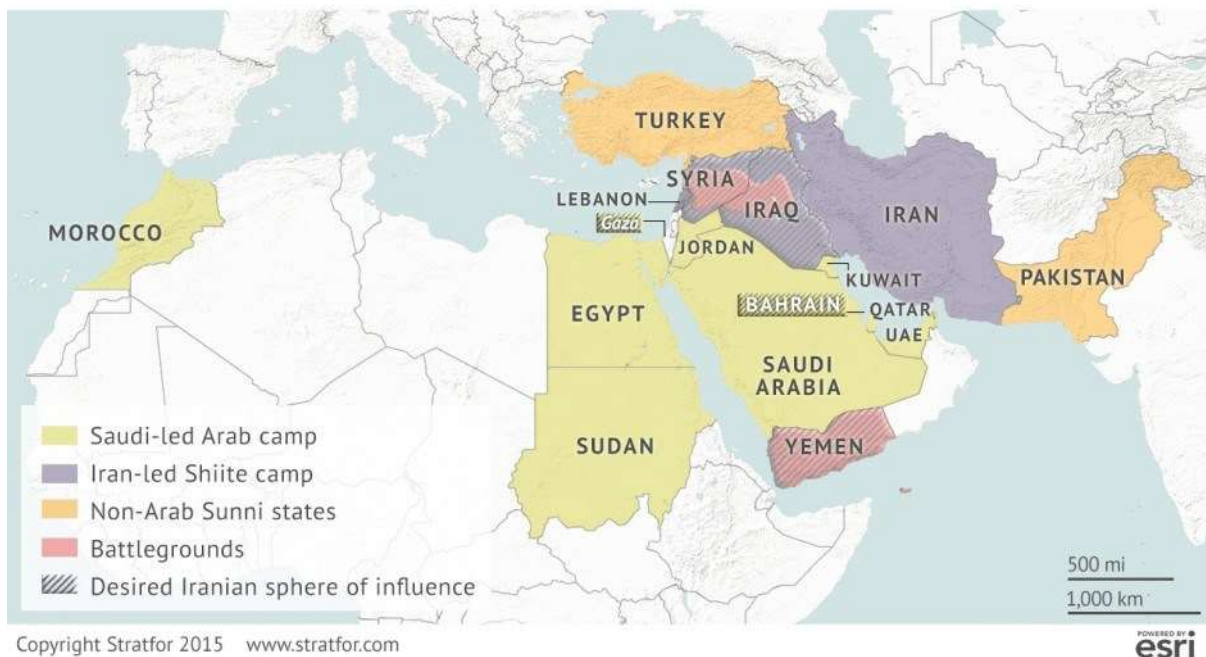 TURKEY
SYRIA
LEBANON
IRAQ
IRAN
Gaza
MOROCCO
JORDAN
KUWAIT
PAKISTAN
BAHRAIN
QATAR
EGYPT
UAE
SAUDI
ARABIA
SUDAN
YEMEN
Saudi-led Arab camp
Iran-led Shiite camp
Non-Arab Sunni states
Battlegrounds
Desired Iranian sphere of influence
500 mi
1,000 km
Copyright Stratfor 2015 www.stratfor.com
POWERED BY
esri